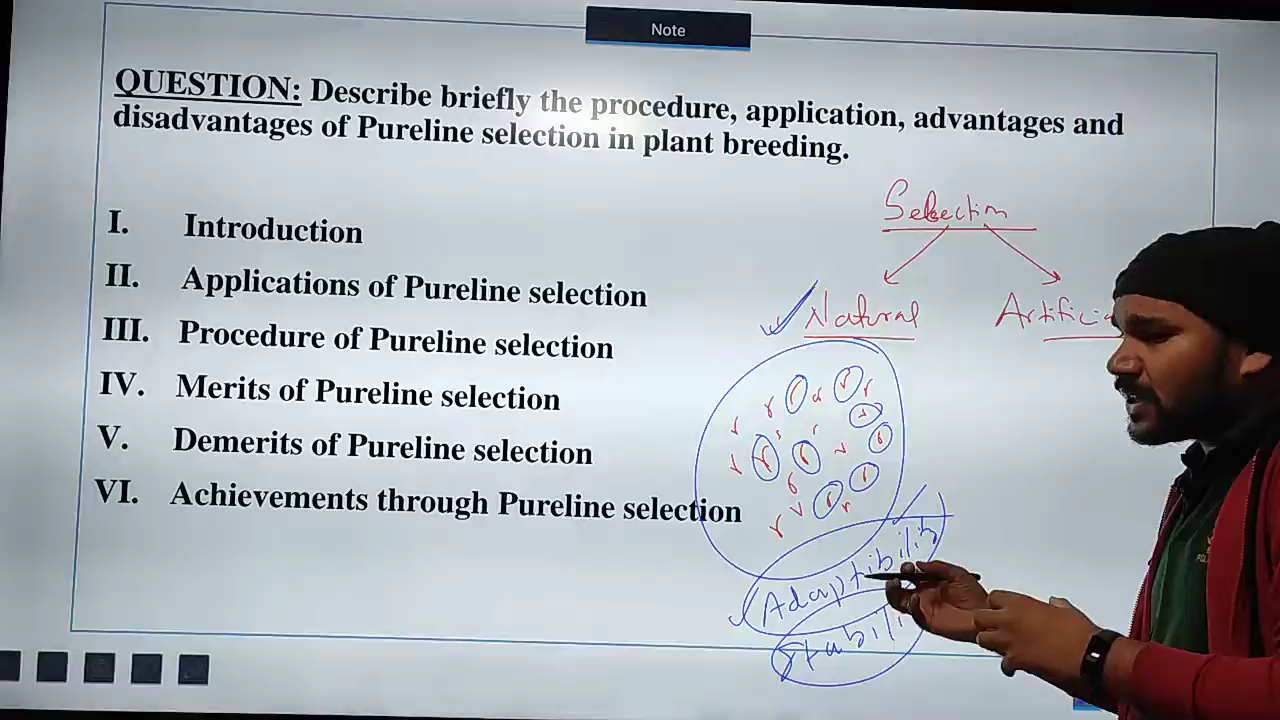 Note
QUESTION: Describe briefly the procedure, application, advantages and
disadvantages of Pureline selection in plant breeding.
I. Introduction
II. Applications of Pureline selection
III. Procedure of Pureline selection
IV. Merits of Pureline selection
V. Demerits of Pureline selection
VI. Achievements through Pureline selection
Selection
Natural
Artificia
Adaptibility
Stabili